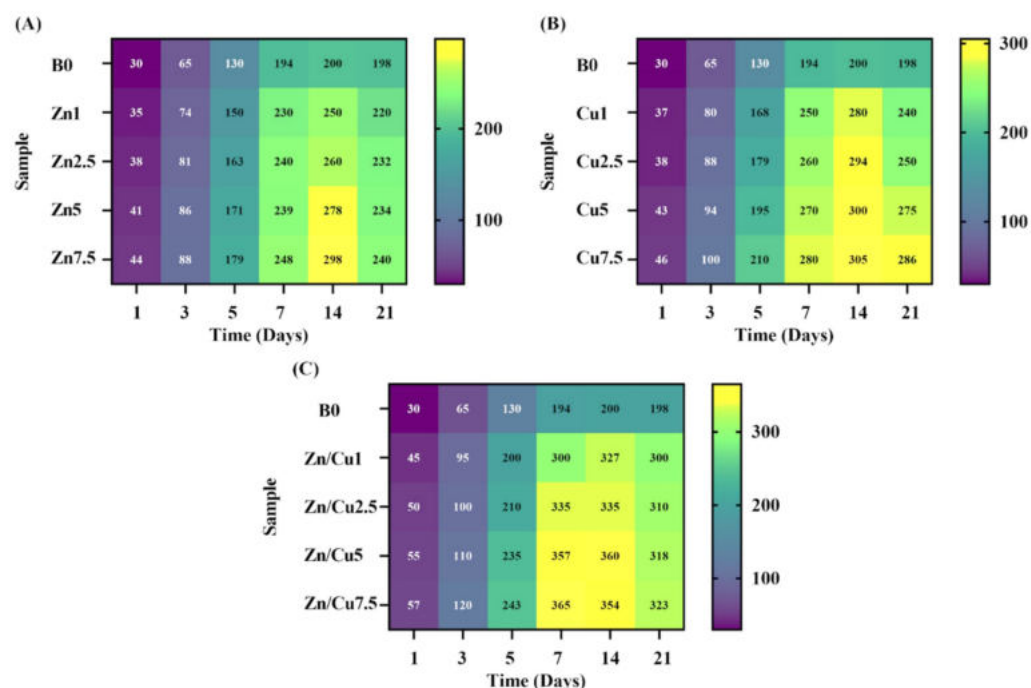 (A)
B0 30 65 130 194 200 198
Zn1 35 74 150 230 250 220
Zn2.5 38 81 163 240 260 232
Zn5 41 86 171 239 278 234
Zn7.5 44 88 179 248 298 240
1 3 5 7 14 21
Time (Days)
Sample
200
100
(B)
B0 30 65 130 194 200 198
Cu1 37 80 168 250 280 240
Cu2.5 38 88 179 260 294 250
Cu5 43 94 195 270 300 275
Cu7.5 46 100 210 280 305 286
1 3 5 7 14 21
Time (Days)
Sample
300
200
100
(C)
B0 30 65 130 194 200 198
Zn/Cu1 45 95 200 300 327 300
Zn/Cu2.5 50 100 210 335 335 310
Zn/Cu5 55 110 235 357 360 318
Zn/Cu7.5 57 120 243 365 354 323
1 3 5 7 14 21
Time (Days)
Sample
300
200
100